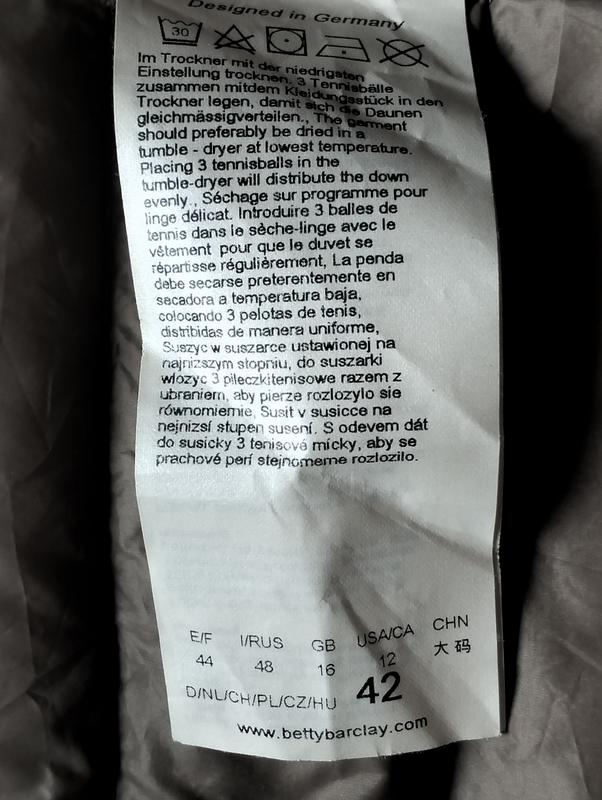 Designed in Germany
30
Im Trockner mit der niedrigsten
Einstellung trocknen. 3 Tennisbälle
zusammen mitdem Kleidungsstück in den
Trockner legen, damit sich die Daunen
gleichmässigverteilen., The garment
should preferably be dried in a
tumble - dryer at lowest temperature.
Placing 3 tennisballs in the
tumble-dryer will distribute the down
evenly., Séchage sur programme pour
linge délicat. Introduire 3 balles de
tennis dans le sèche-linge avec le
vêtement pour que le duvet se
répartisse régulièrement, La penda
debe secarse preterentemente en
secadora a temperatura baja,
colocando 3 pelotas de tenis,
distribidas de manera uniforme,
Suszyc w suszarce ustawionej na
najnizszym stopniu, do suszarki
wlozyc 3 pileczkitenisowe razem z
ubraniem, aby pierze rozlozylo sie
równomiernie, Susit v susicce na
nejnizsí stupen susení. S odevem dát
do susicky 3 tenisové mícky, aby se
prachové perí stejnomerne rozlozilo.
E/F I/RUS GB USA/CA CHN
44 48 16 12 大码
D/NL/CH/PL/CZ/HU 42
www.bettybarclay.com